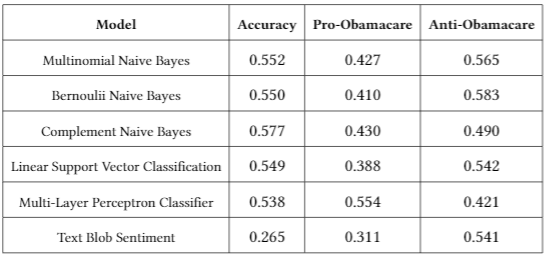 Model Accuracy Pro-Obamacare Anti-Obamacare
Multinomial Naive Bayes 0.552 0.427 0.565
Bernoulii Naive Bayes 0.550 0.410 0.583
Complement Naive Bayes 0.577 0.430 0.490
Linear Support Vector Classification 0.549 0.388 0.542
Multi-Layer Perceptron Classifier 0.538 0.554 0.421
Text Blob Sentiment 0.265 0.311 0.541